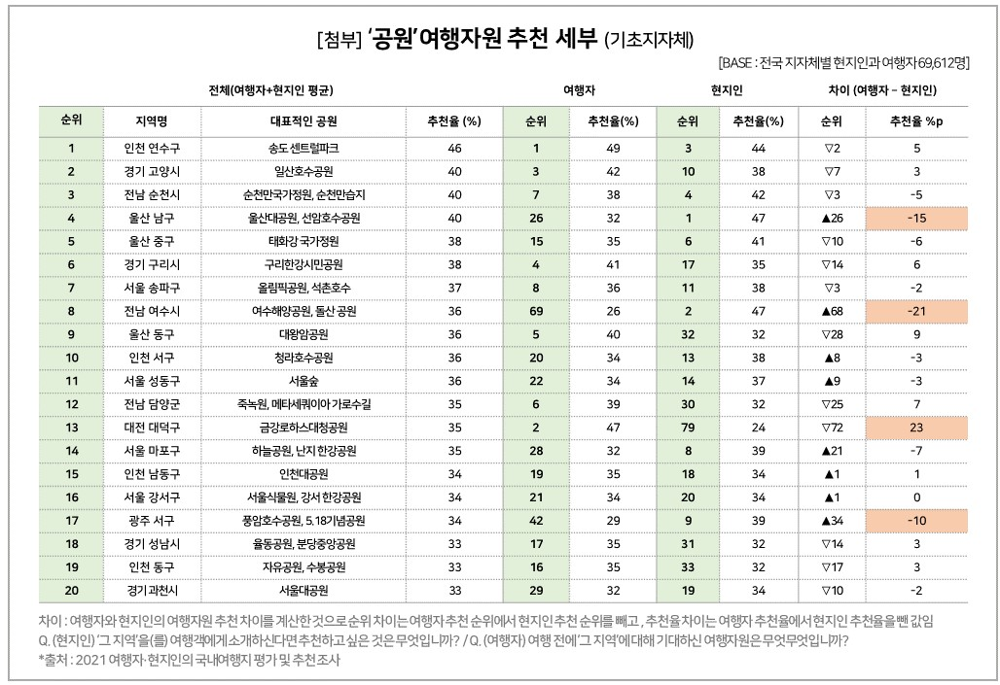 [첨부] ‘공원’ 여행자원 추천 세부 (기초지자체)
[BASE : 전국 지자체별 현지인과 여행자 69,612명]
전체(여행자+현지인 평균) 여행자 현지인 차이 (여행자 – 현지인)
순위 지역명 대표적인 공원 추천율 (%) 순위 추천율(%) 순위 추천율(%) 순위 추천율 %p
1 인천 연수구 송도 센트럴파크 46 1 49 3 44 ▽2 5
2 경기 고양시 일산호수공원 40 3 42 10 38 ▽7 3
3 전남 순천시 순천만국가정원, 순천만습지 40 7 38 4 42 ▽3 -5
4 울산 남구 울산대공원, 선암호수공원 40 26 32 1 47 ▲26 -15
5 울산 중구 태화강 국가정원 38 15 35 6 41 ▽10 -6
6 경기 구리시 구리한강시민공원 38 4 41 17 35 ▽14 6
7 서울 송파구 올림픽공원, 석촌호수 37 8 36 11 38 ▽3 -2
8 전남 여수시 여수해양공원, 돌산 공원 36 69 26 2 47 ▲68 -21
9 울산 동구 대왕암공원 36 5 40 32 32 ▽28 9
10 인천 서구 청라호수공원 36 20 34 13 38 ▲8 -3
11 서울 성동구 서울숲 36 22 34 14 37 ▲9 -3
12 전남 담양군 죽녹원, 메타세쿼이아 가로수길 35 6 39 30 32 ▽25 7
13 대전 대덕구 금강로하스대청공원 35 2 47 79 24 ▽72 23
14 서울 마포구 하늘공원, 난지 한강공원 35 28 32 8 39 ▲21 -7
15 인천 남동구 인천대공원 34 19 35 18 34 ▲1 1
16 서울 강서구 서울식물원, 강서 한강공원 34 21 34 20 34 ▲1 0
17 광주 서구 풍암호수공원, 5.18기념공원 34 42 29 9 39 ▲34 -10
18 경기 성남시 율동공원, 분당중앙공원 33 17 35 31 32 ▽14 3
19 인천 동구 자유공원, 수봉공원 33 16 35 33 32 ▽17 3
20 경기 과천시 서울대공원 33 29 32 19 34 ▽10 -2
차이 : 여행자와 현지인의 여행자원 추천 차이를 계산한 것으로 순위 차이는 여행자 추천 순위에서 현지인 추천 순위를 빼고 , 추천율 차이는 여행자 추천율에서 현지인 추천율을 뺀 값임
Q. (현지인) ‘그 지역’을(를) 여행객에게 소개하신다면 추천하고 싶은 것은 무엇입니까? / Q. (여행자) 여행 전에 ‘그 지역’에 대해 기대하신 여행자원은 무엇무엇입니까?
*출처 : 2021 여행자·현지인의 국내여행지 평가 및 추천 조사